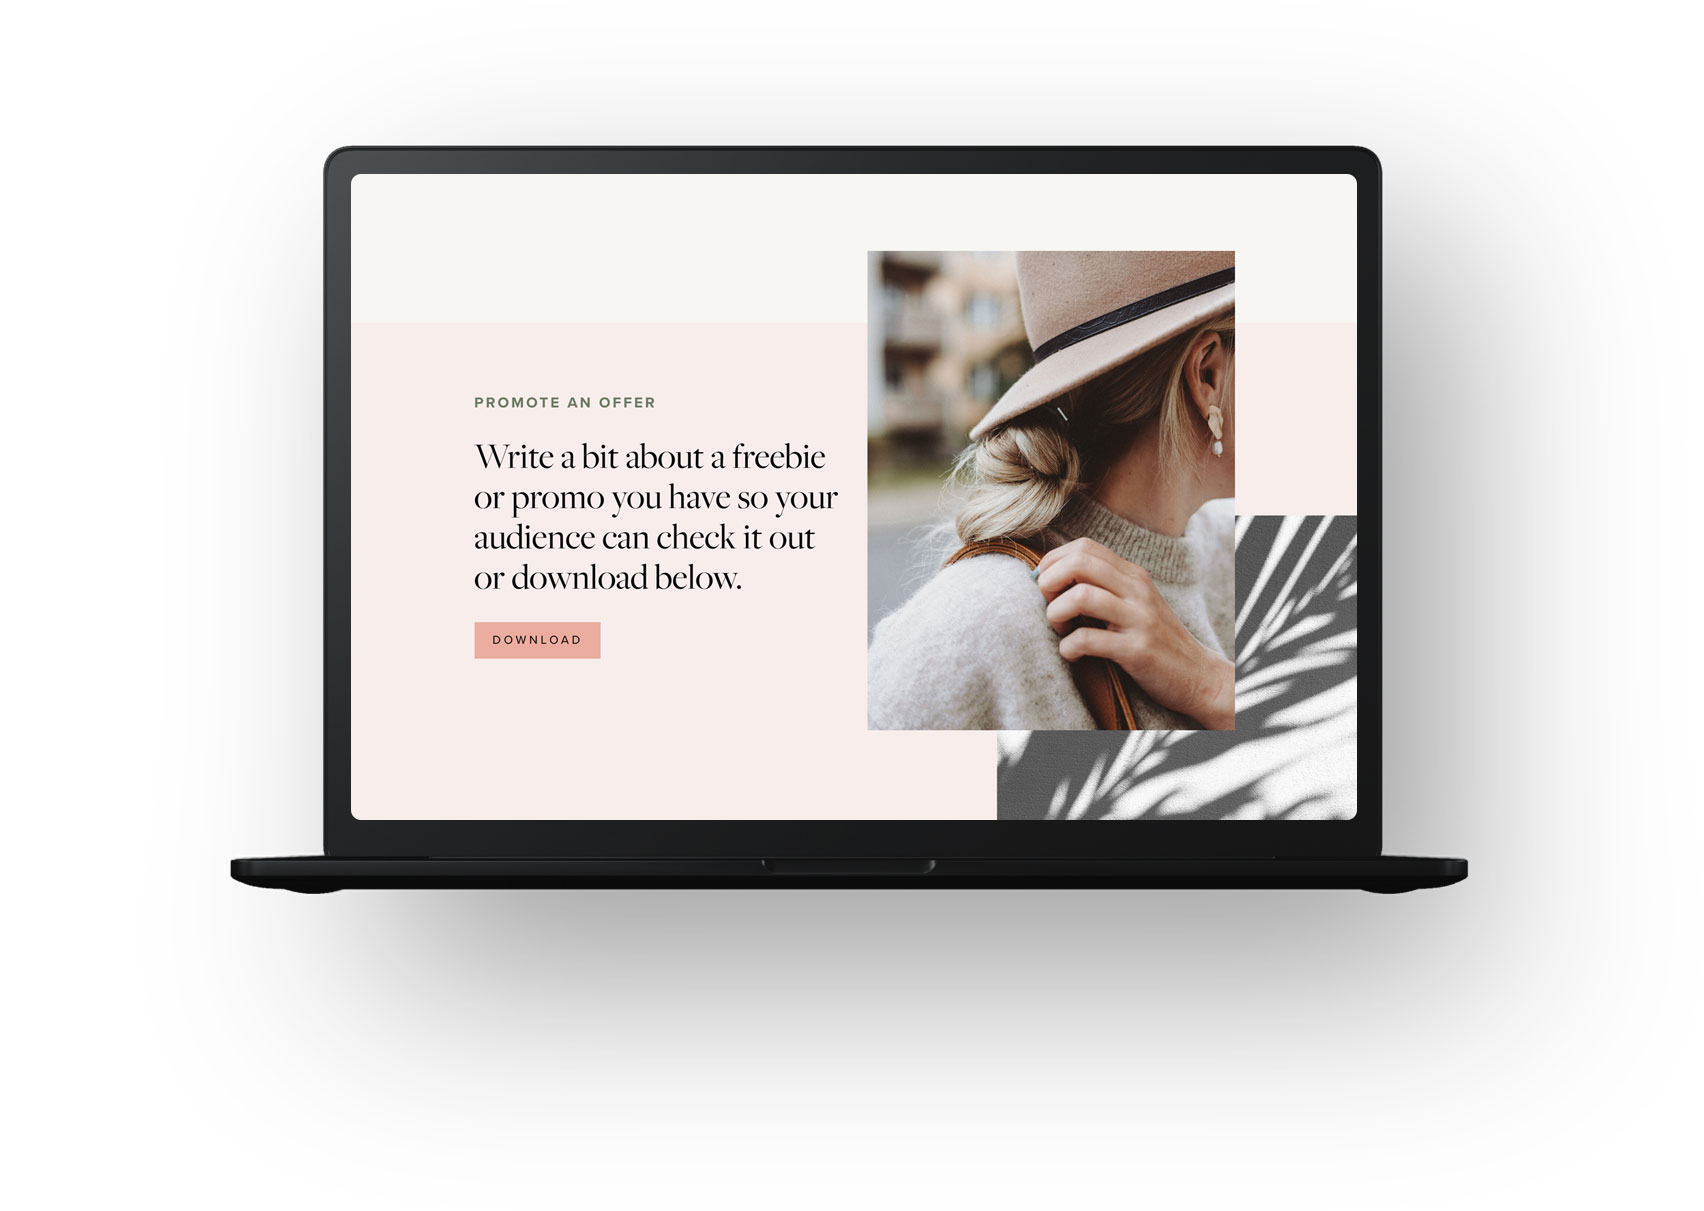 PROMOTE AN OFFER
Write a bit about a freebie
or promo you have so your
audience can check it out
or download below.
DOWNLOAD